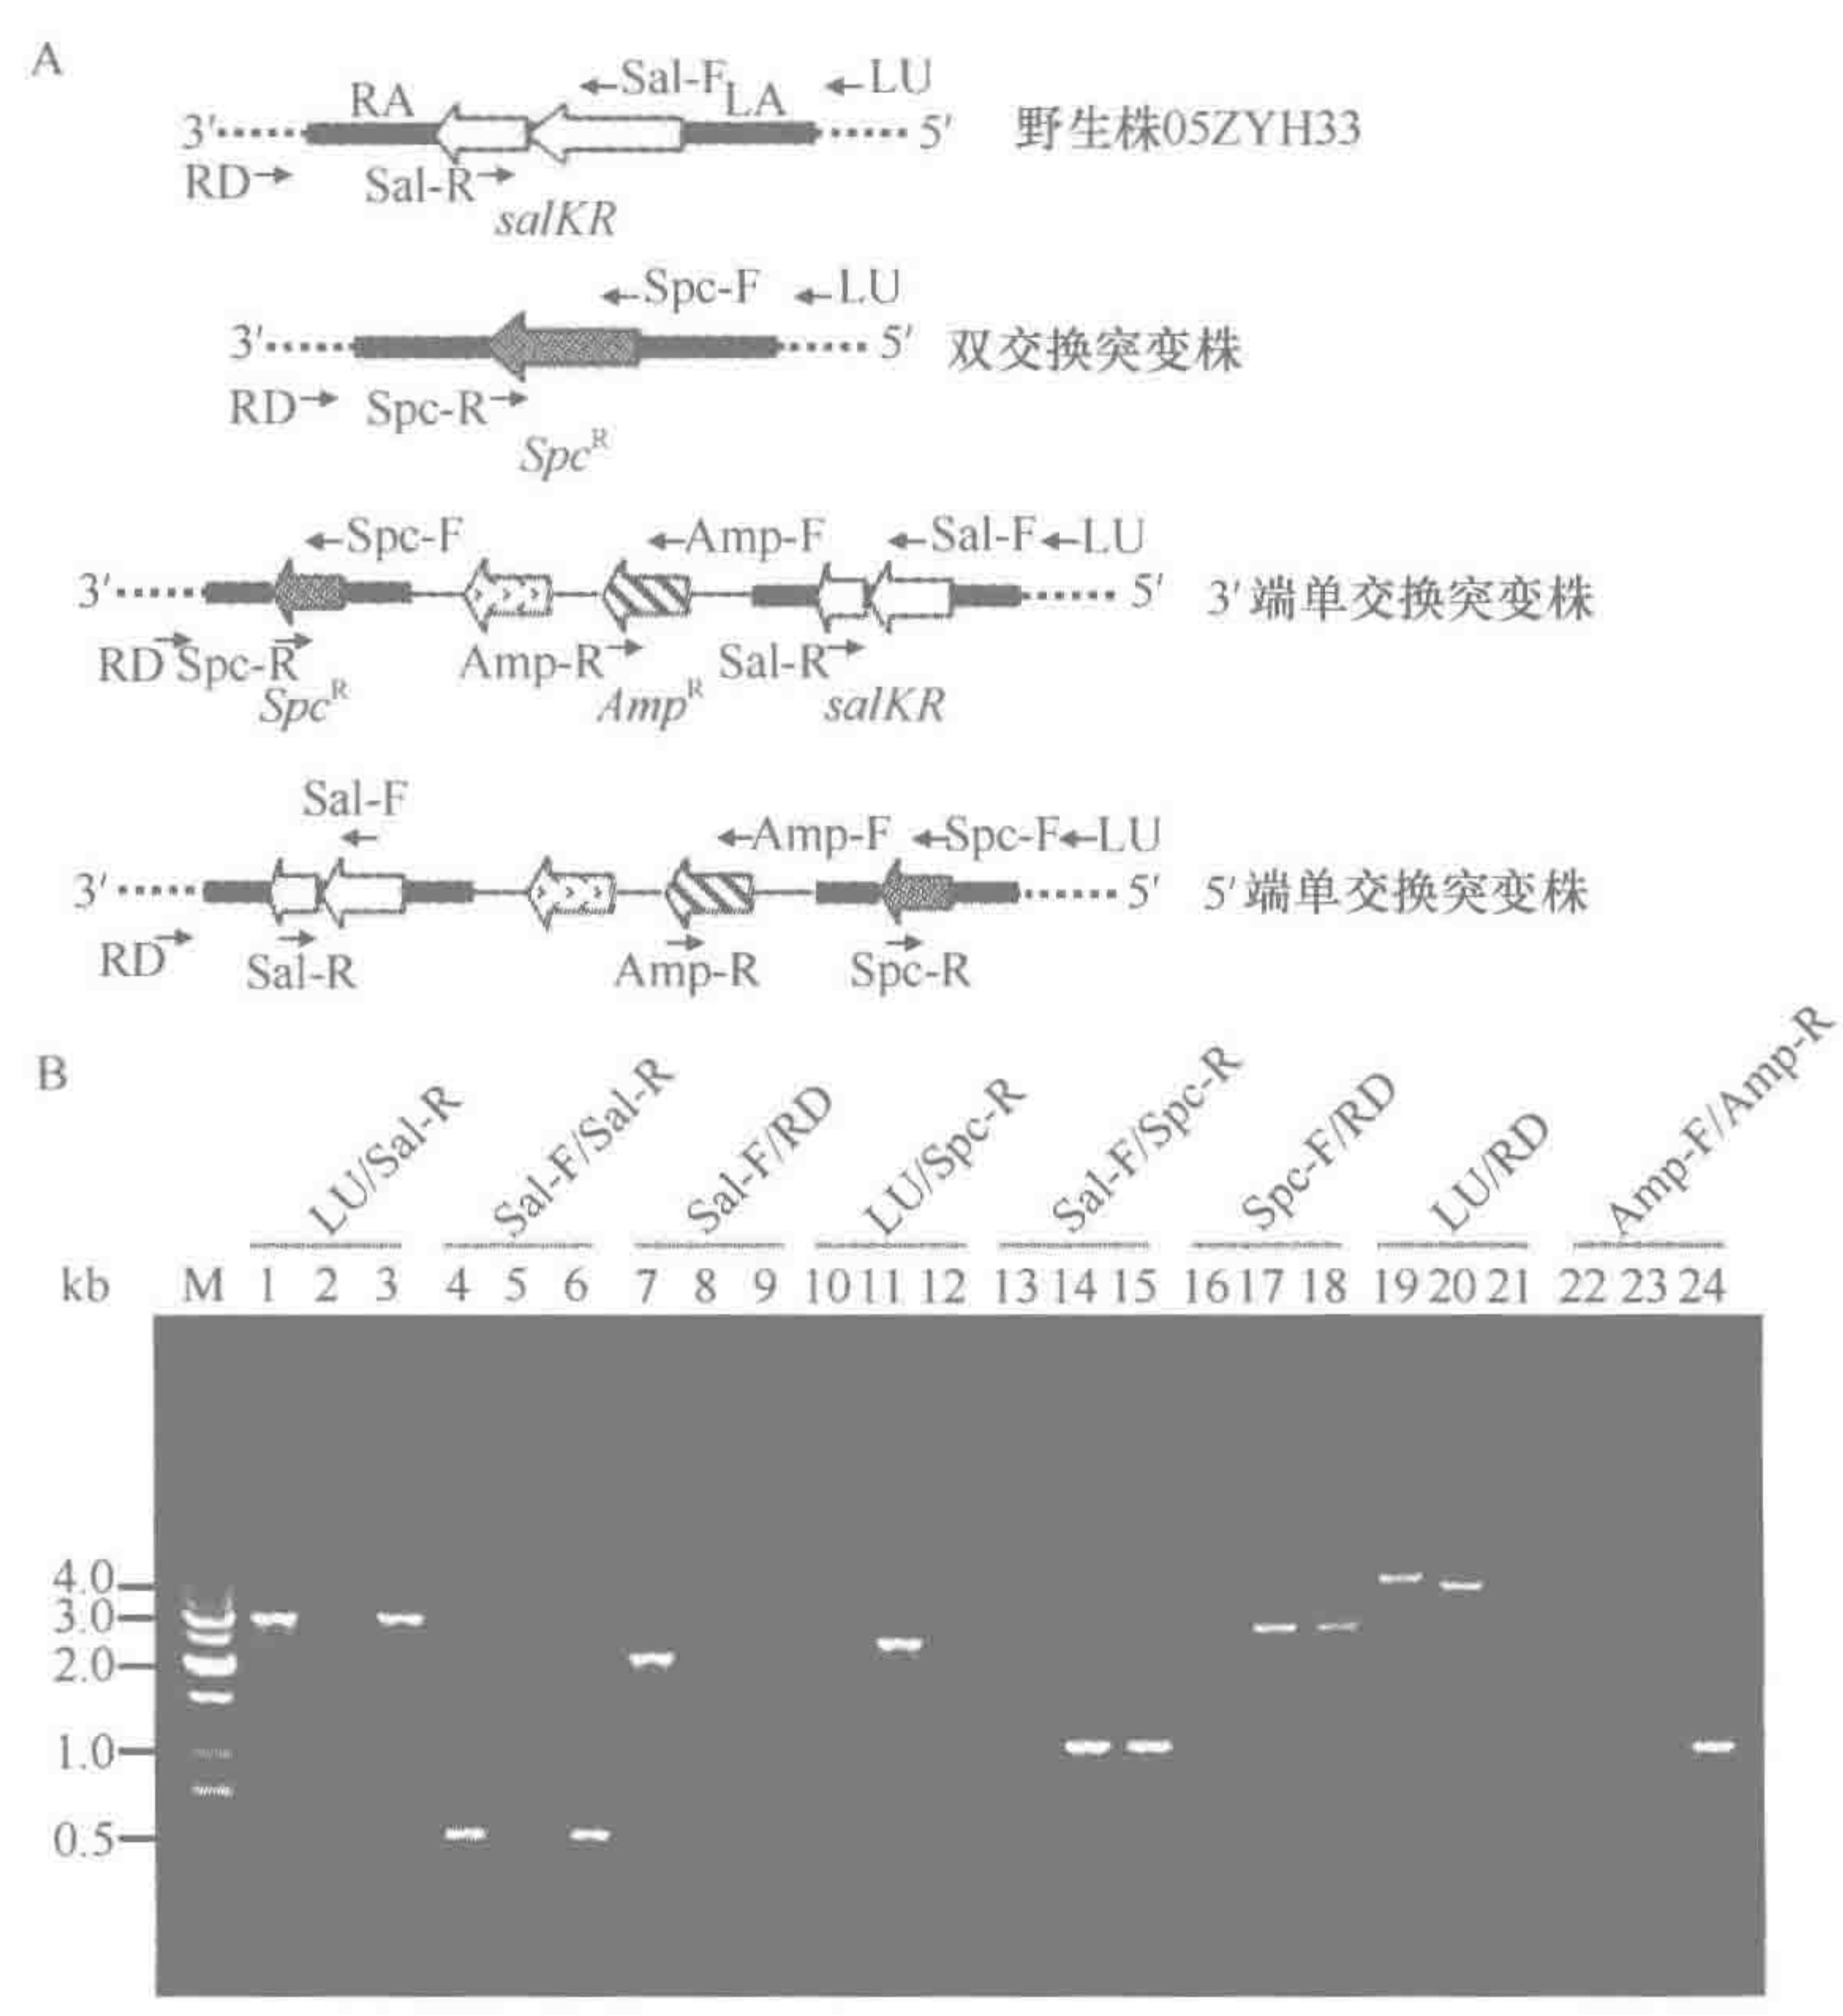 A
RA
←Sal-F
LA
←LU
3'
5'
野生株05ZYH33
RD→
Sal-R→
salKR
←Spc-F
←LU
3'
5'
双交换突变株
RD→
Spc-R→
Spc^R
←Spc-F
←Amp-F
←Sal-F←LU
3'
5'
3'端单交换突变株
RD
Spc-R
Amp-R→
Sal-R→
Spc^R
Amp^R
salKR
Sal-F
←Amp-F
←Spc-F←LU
3'
5'
5'端单交换突变株
RD→
Sal-R
Amp-R
Spc-R
B
LU/Sal-R
Sal-F/Sal-R
Sal-F/RD
LU/Spc-R
Sal-F/Spc-R
Spc-F/RD
LU/RD
Amp-F/Amp-R
kb M 1 2 3 4 5 6 7 8 9 10 11 12 13 14 15 16 17 18 19 20 21 22 23 24
4.0
3.0
2.0
1.0
0.5